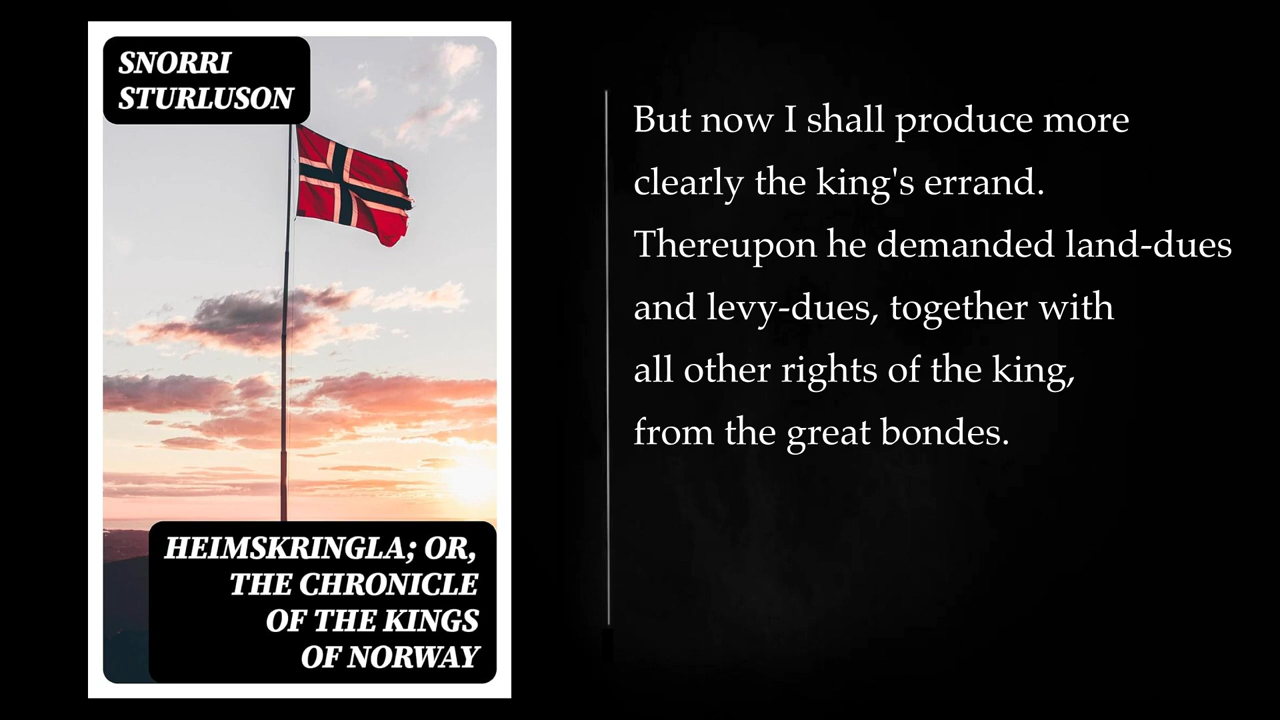 SNORRI
STURLUSON
HEIMSKRINGLA; OR,
THE CHRONICLE
OF THE KINGS
OF NORWAY
But now I shall produce more
clearly the king's errand.
Thereupon he demanded land-dues
and levy-dues, together with
all other rights of the king,
from the great bondes.